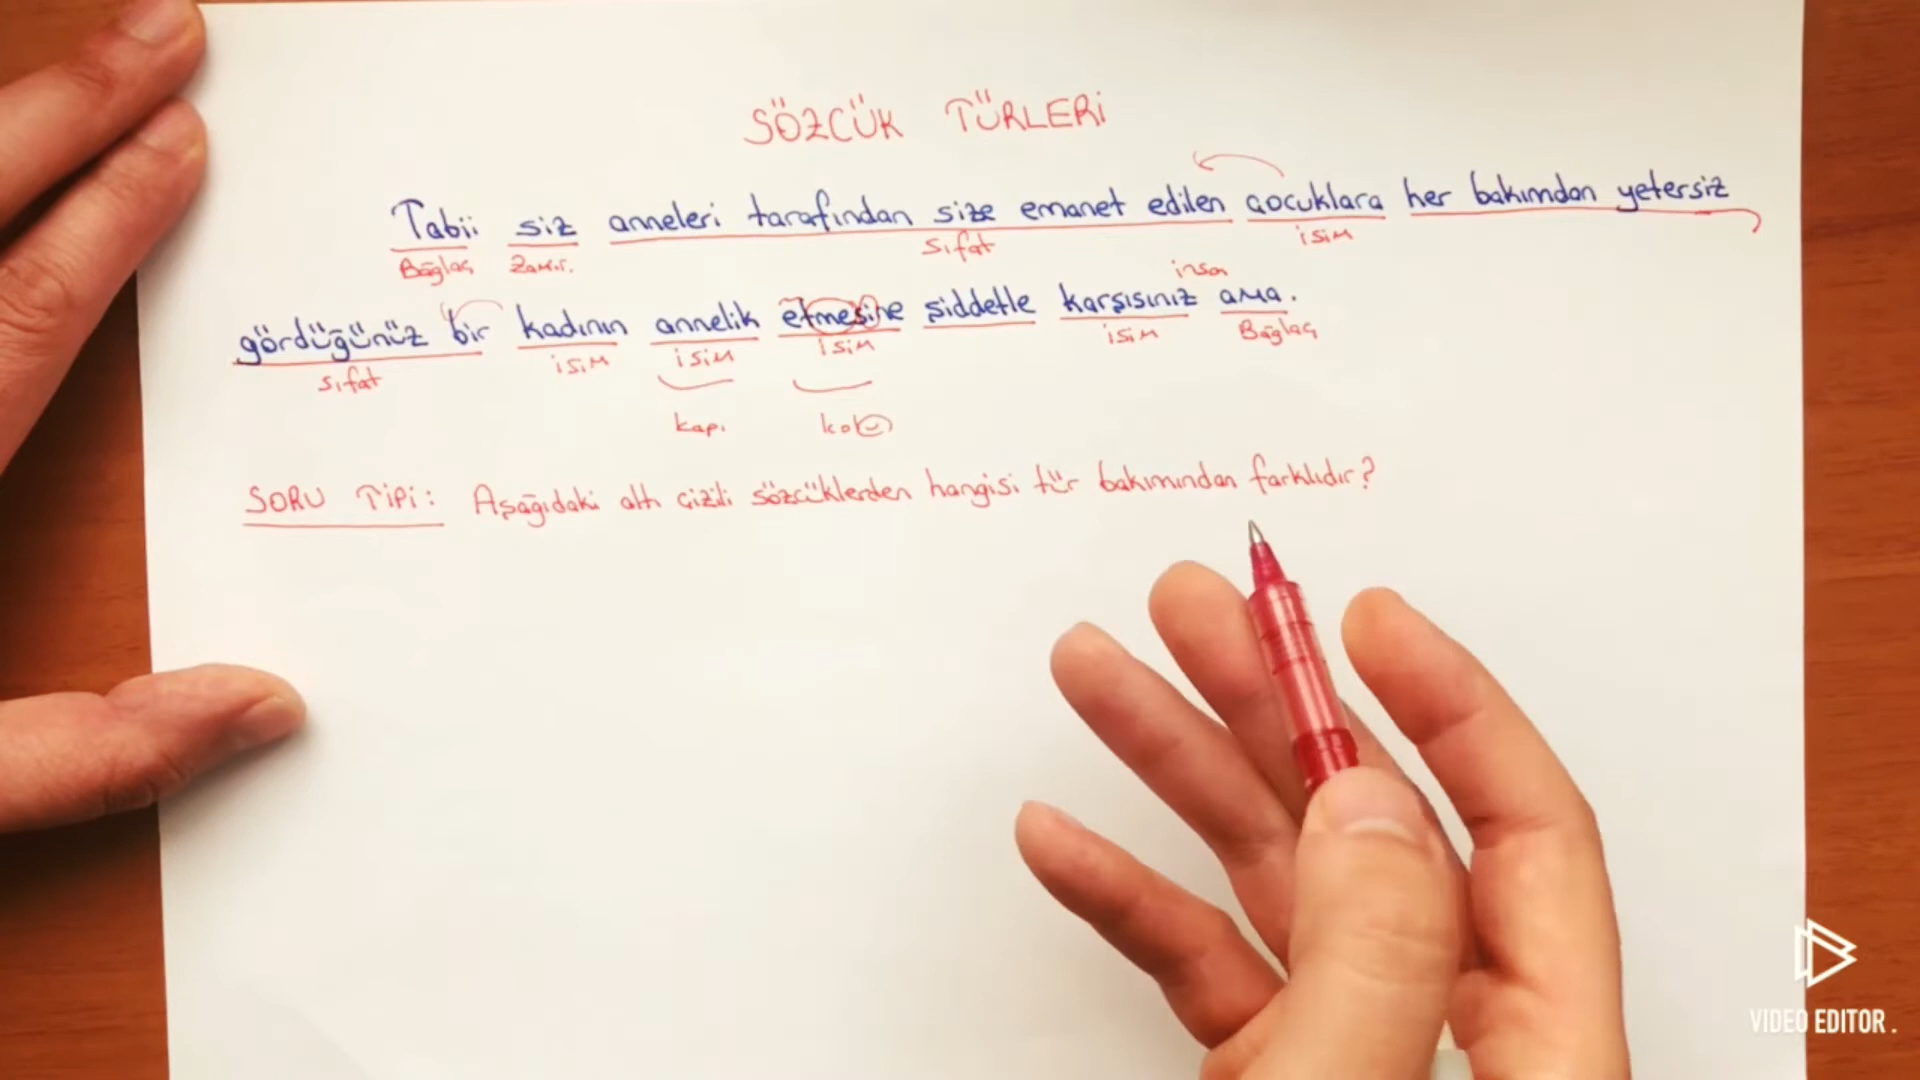 SÖZCÜK TÜRLERİ
Tabii siz anneleri tarafından size emanet edilen çocuklara her bakımdan yetersiz
Bağlaç Zamir. sıfat isim
insan
gördüğünüz bir kadının annelik etmesine şiddetle karşısınız ama.
sıfat isim isim isim isim Bağlaç
kapı kolu
SORU TİPİ: Aşağıdaki altı çizili sözcüklerden hangisi tür bakımından farklıdır?
VIDEO EDITOR.